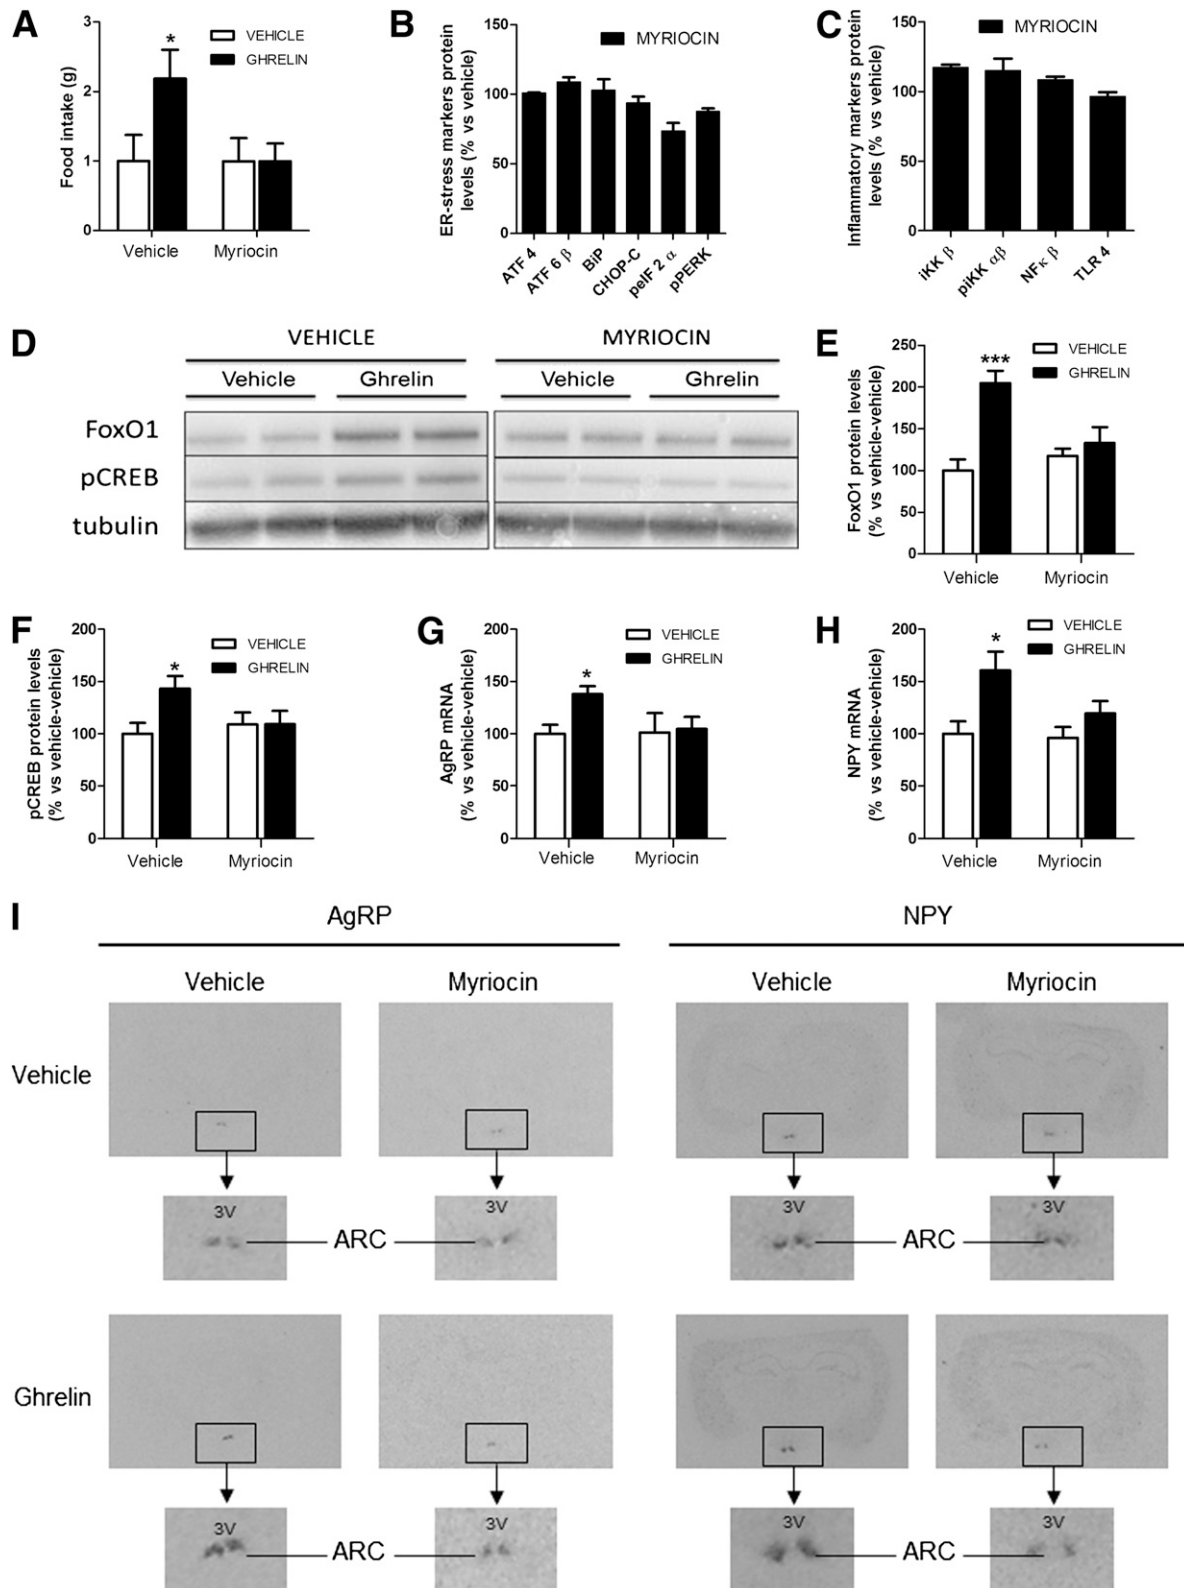 A
Food intake (g)
3
2
1
0
*
VEHICLE
GHRELIN
Vehicle
Myriocin
B
ER-stress markers protein
levels (% vs vehicle)
150
100
50
0
MYRIOCIN
ATF 4
ATF 6 β
BiP
CHOP-C
peIF 2 α
pPERK
C
Inflammatory markers protein
levels (% vs vehicle)
150
100
50
0
MYRIOCIN
iKK β
piKK αβ
NFκ β
TLR 4
D
VEHICLE
MYRIOCIN
Vehicle
Ghrelin
Vehicle
Ghrelin
FoxO1
pCREB
tubulin
E
FoxO1 protein levels
(% vs vehicle-vehicle)
250
200
150
100
50
0
***
VEHICLE
GHRELIN
Vehicle
Myriocin
F
pCREB protein levels
(% vs vehicle-vehicle)
200
150
100
50
0
*
VEHICLE
GHRELIN
Vehicle
Myriocin
G
AgRP mRNA
(% vs vehicle-vehicle)
200
150
100
50
0
*
VEHICLE
GHRELIN
Vehicle
Myriocin
H
NPY mRNA
(% vs vehicle-vehicle)
200
150
100
50
0
*
VEHICLE
GHRELIN
Vehicle
Myriocin
I
AgRP
NPY
Vehicle
Myriocin
Vehicle
Myriocin
Vehicle
3V
3V
3V
3V
ARC
ARC
Ghrelin
3V
3V
3V
3V
ARC
ARC